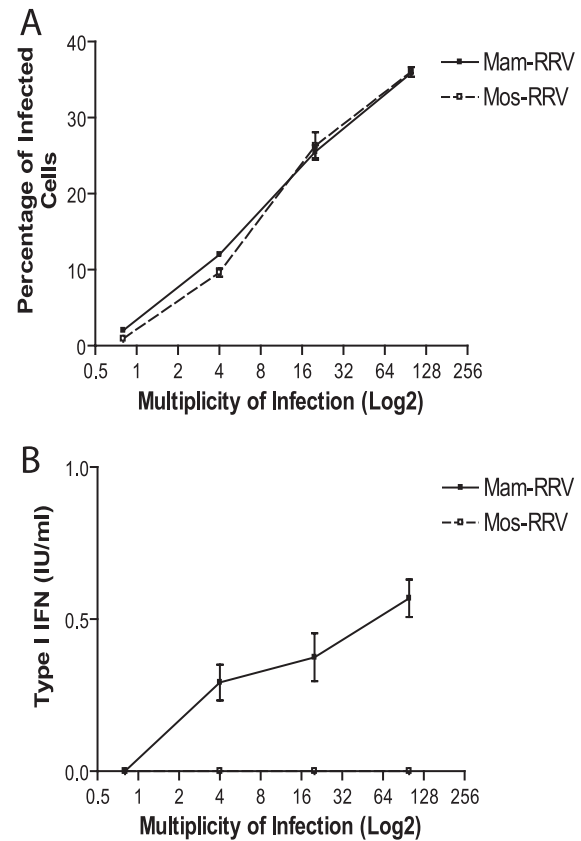 A
Percentage of Infected
Cells
40
30
20
10
0
0.5 1 2 4 8 16 32 64 128 256
Multiplicity of Infection (Log2)
Mam-RRV
Mos-RRV
B
Type I IFN (IU/ml)
1.0
0.5
0.0
0.5 1 2 4 8 16 32 64 128 256
Multiplicity of Infection (Log2)
Mam-RRV
Mos-RRV